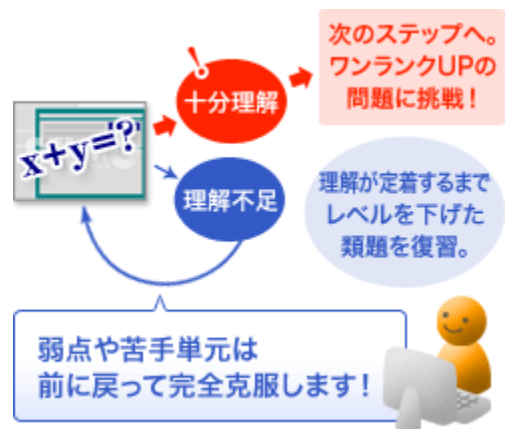 次のステップへ。
ワンランクUPの
問題に挑戦！
!
十分理解
x+y=?
理解不足
理解が定着するまで
レベルを下げた
類題を復習。
弱点や苦手単元は
前に戻って完全克服します！